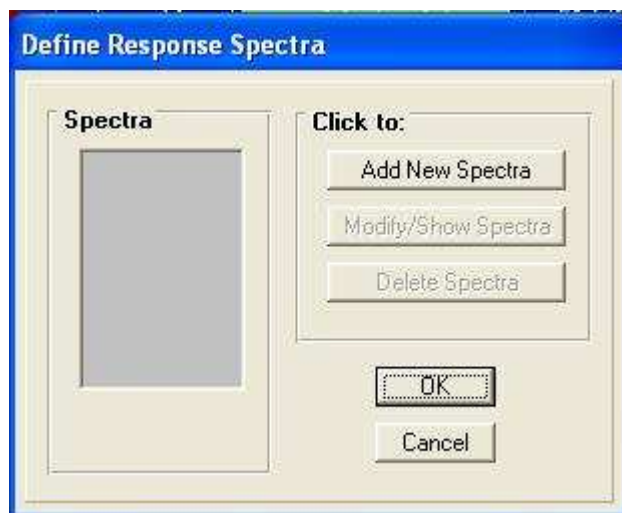 Define Response Spectra
Spectra
Click to:
Add New Spectra
Modify/Show Spectra
Delete Spectra
OK
Cancel